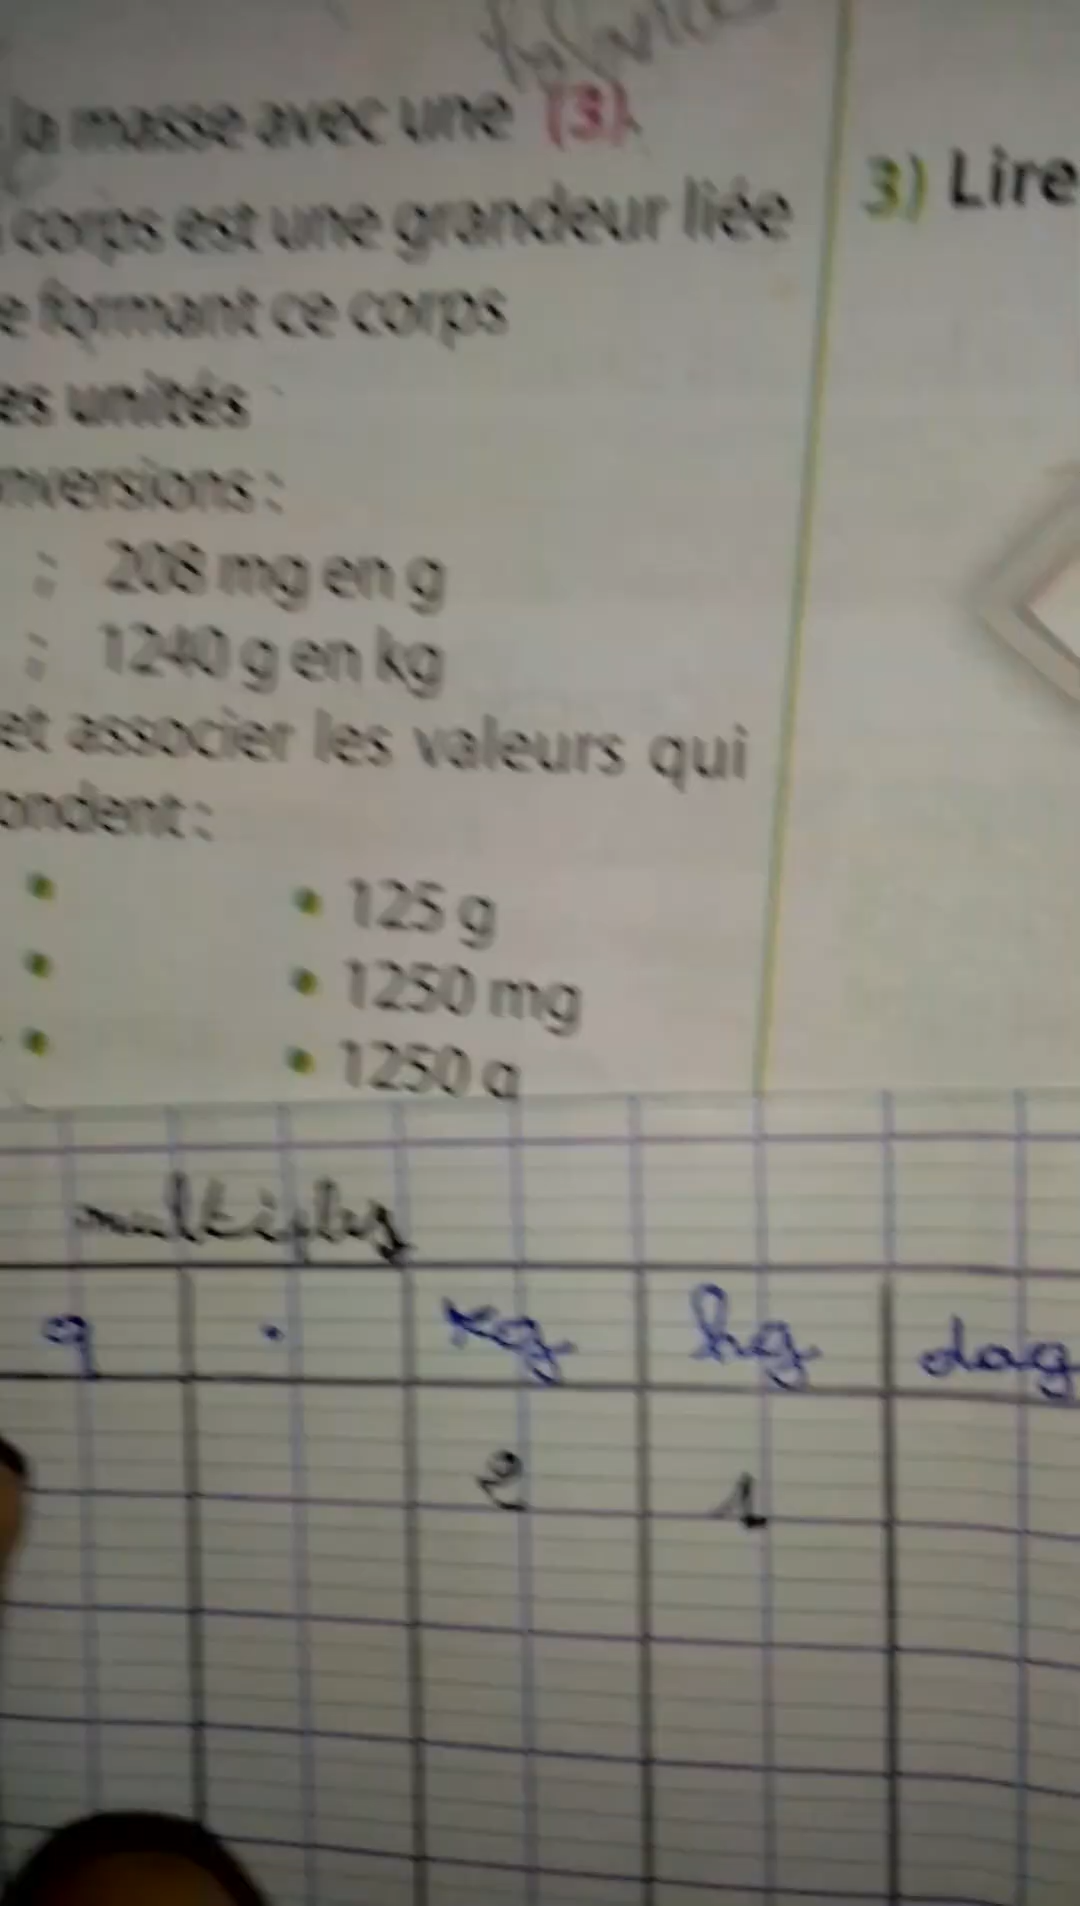 la masse avec une (3).
corps est une grandeur liée
e formant ce corps
es unités
nversions :
; 208 mg en g
; 1240 g en kg
et associer les valeurs qui
ondent :
• • 125 g
• • 1250 mg
• • 1250 g
3) Lire
multiples
q . kg hg dag
2 1